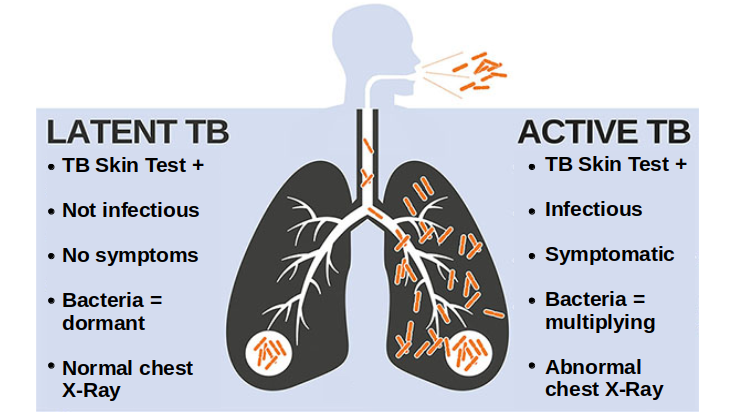 LATENT TB
• TB Skin Test +
• Not infectious
• No symptoms
• Bacteria =
dormant
• Normal chest
X-Ray
ACTIVE TB
• TB Skin Test +
• Infectious
• Symptomatic
• Bacteria =
multiplying
• Abnormal
chest X-Ray